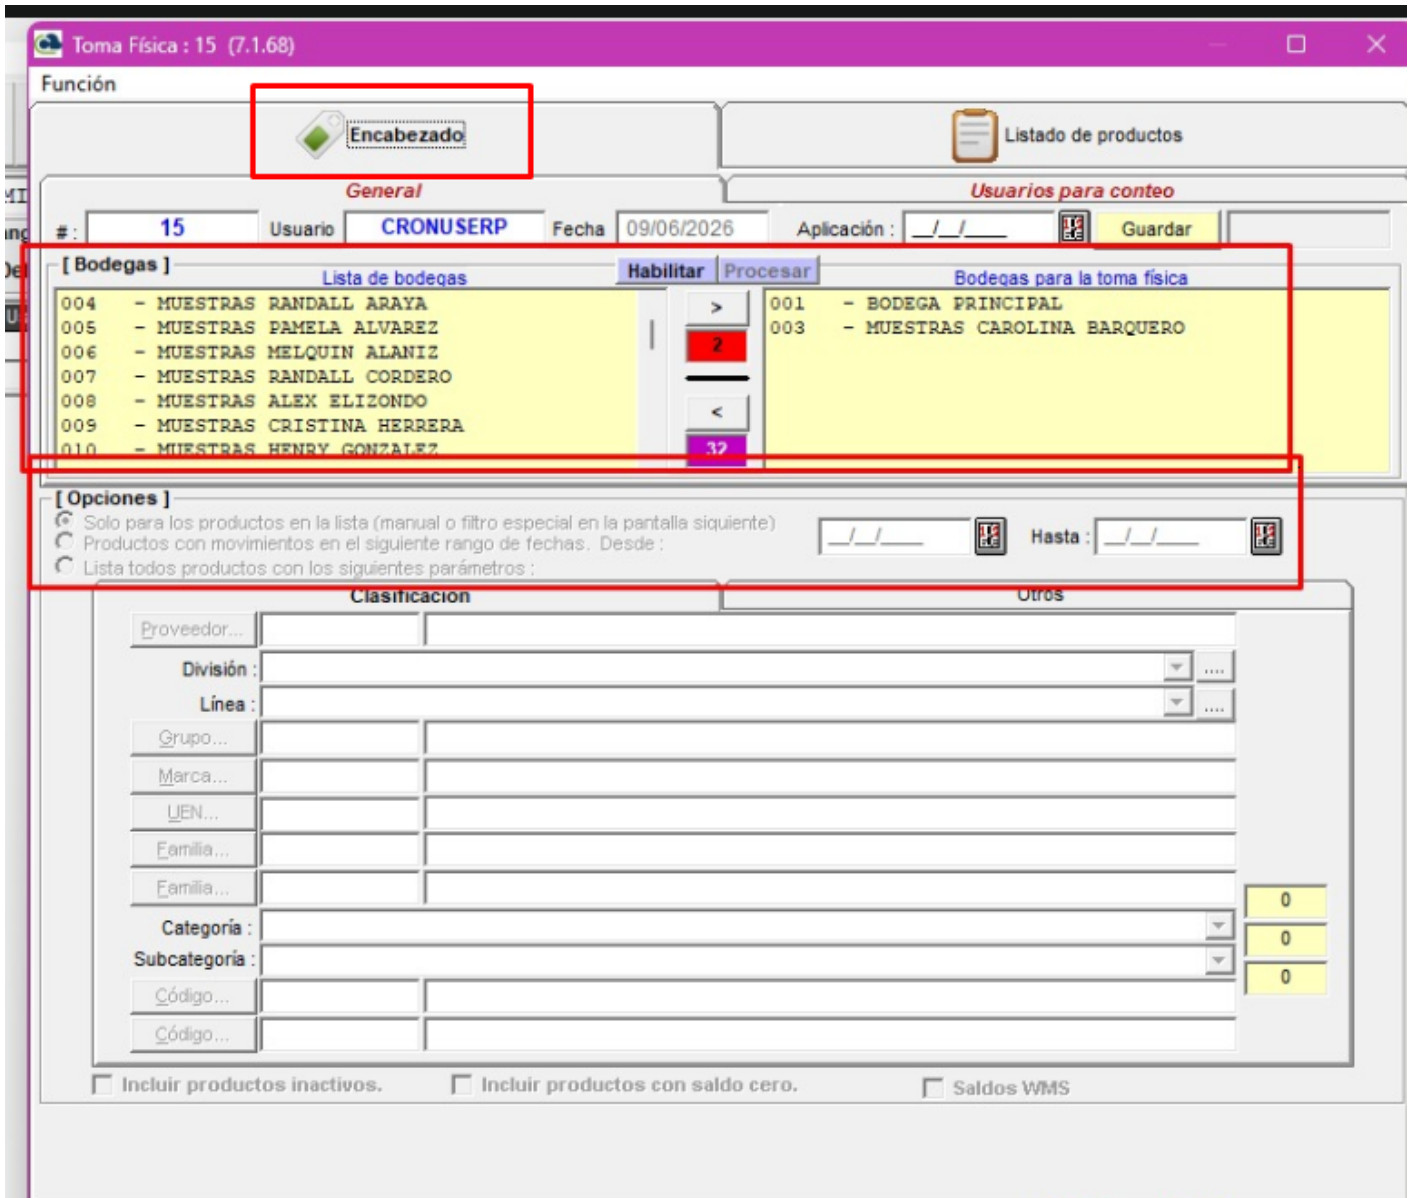 Toma Física : 15 (7.1.68)
Función
Encabezado
Listado de productos
General
Usuarios para conteo
# : 15 Usuario CRONUSERP Fecha 09/06/2026 Aplicación : __/__/____ Guardar
[ Bodegas ]
Lista de bodegas
Habilitar Procesar
Bodegas para la toma física
004 - MUESTRAS RANDALL ARAYA
005 - MUESTRAS PAMELA ALVAREZ
006 - MUESTRAS MELQUIN ALANIZ
007 - MUESTRAS RANDALL CORDERO
008 - MUESTRAS ALEX ELIZONDO
009 - MUESTRAS CRISTINA HERRERA
010 - MUESTRAS HENRY GONZALEZ
>
2
<
32
001 - BODEGA PRINCIPAL
003 - MUESTRAS CAROLINA BARQUERO
[ Opciones ]
Solo para los productos en la lista (manual o filtro especial en la pantalla siguiente)
Productos con movimientos en el siguiente rango de fechas. Desde : __/__/____ Hasta : __/__/____
Lista todos productos con los siguientes parámetros :
Clasificación
Otros
Proveedor...
División : ....
Línea : ....
Grupo...
Marca...
UEN...
Familia...
Familia...
0
Categoría :
0
Subcategoría :
0
Código...
Código...
Incluir productos inactivos. Incluir productos con saldo cero. Saldos WMS